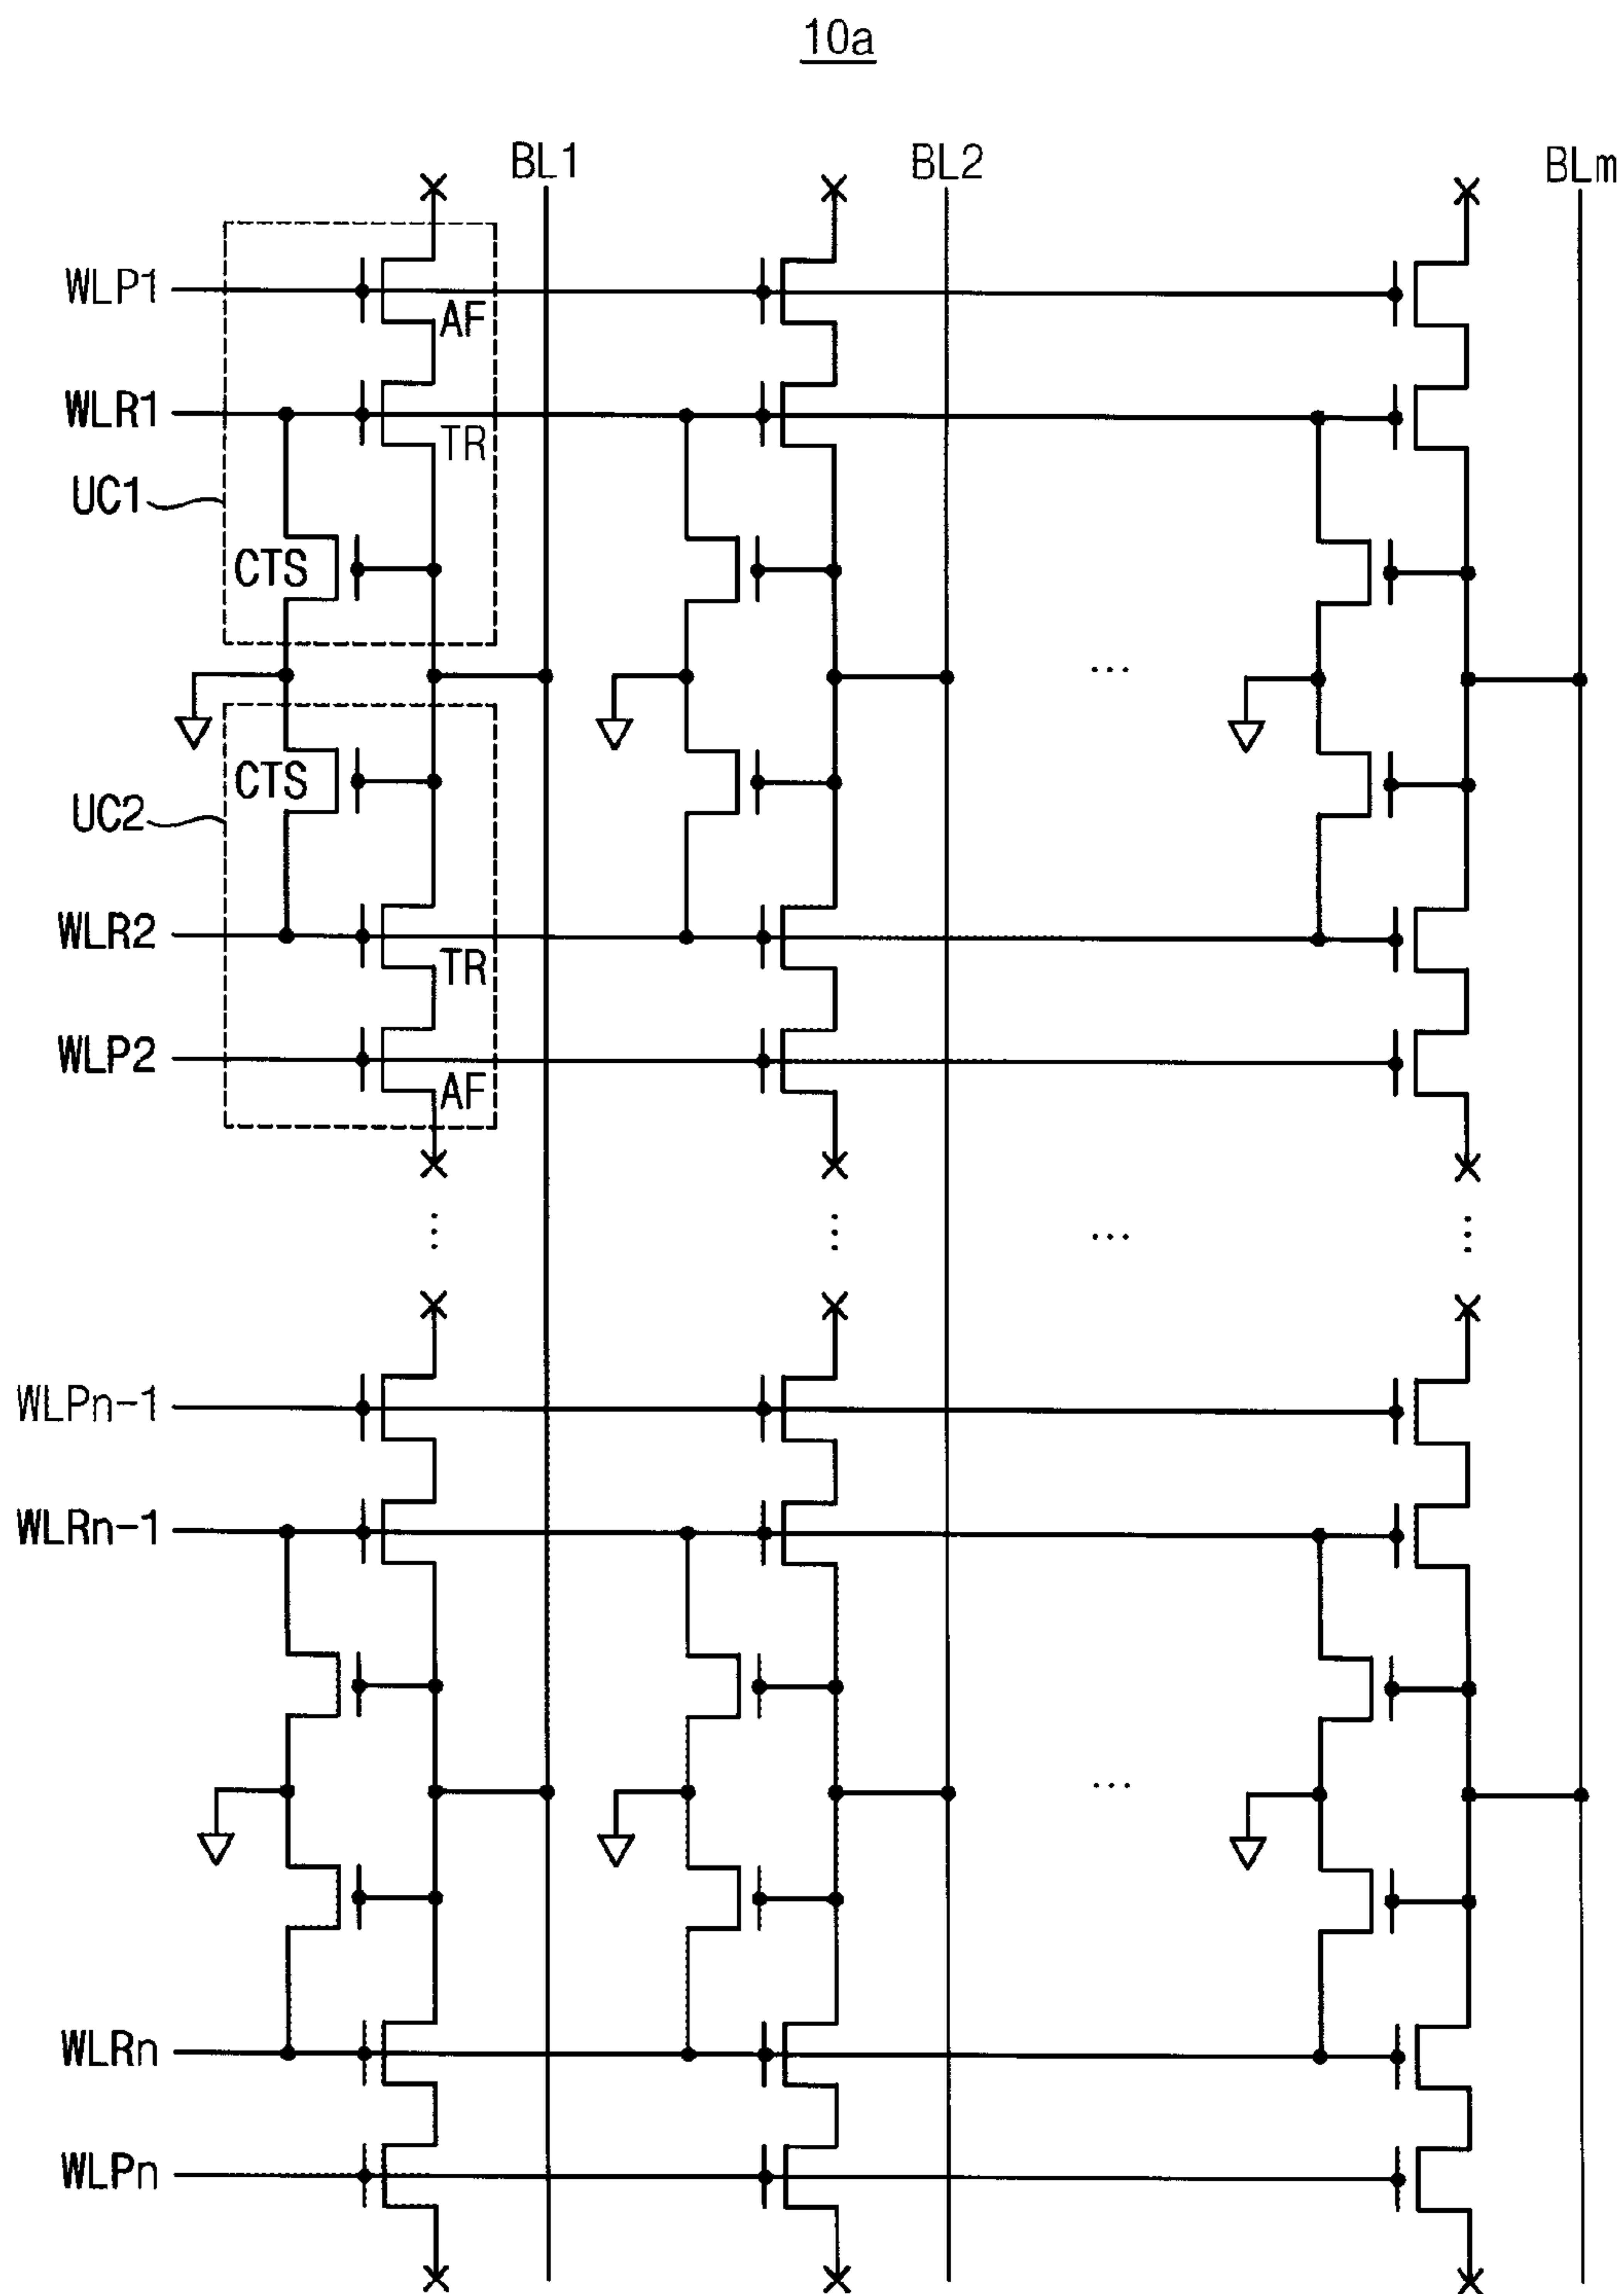 10a
BL1 BL2 BLm
WLP1
AF
WLR1
TR
UC1
CTS
...
CTS
UC2
WLR2
TR
WLP2
AF
... ... ... ...
WLPn-1
WLRn-1
...
WLRn
WLPn